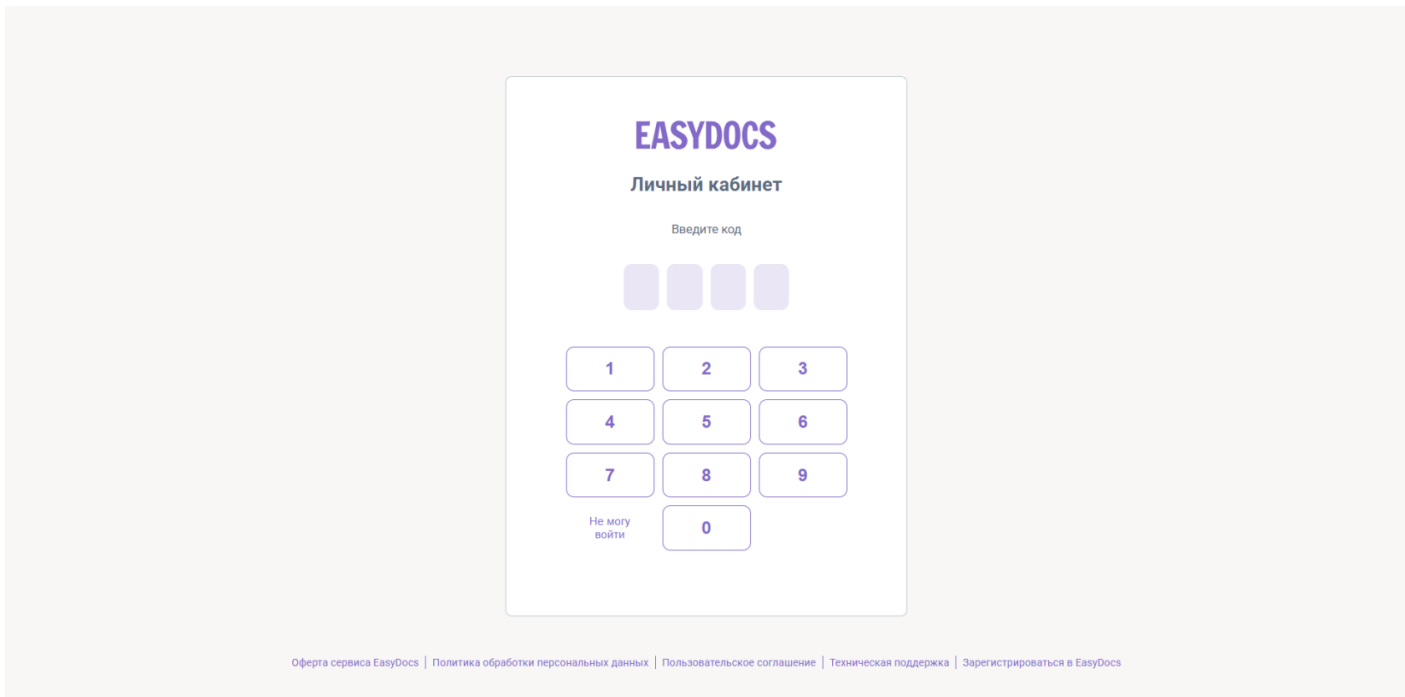 EASYDOCS
Личный кабинет
Введите код
1 2 3
4 5 6
7 8 9
Не могу
войти
0
Оферта сервиса EasyDocs | Политика обработки персональных данных | Пользовательское соглашение | Техническая поддержка | Зарегистрироваться в EasyDocs